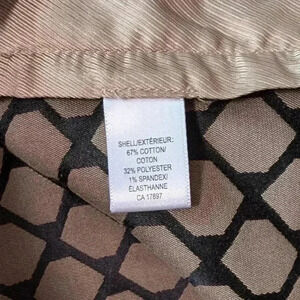 SHELL/EXTÉRIEUR:
67% COTTON/
COTON
32% POLYESTER
1% SPANDEX/
ÉLASTHANNE
CA 17897